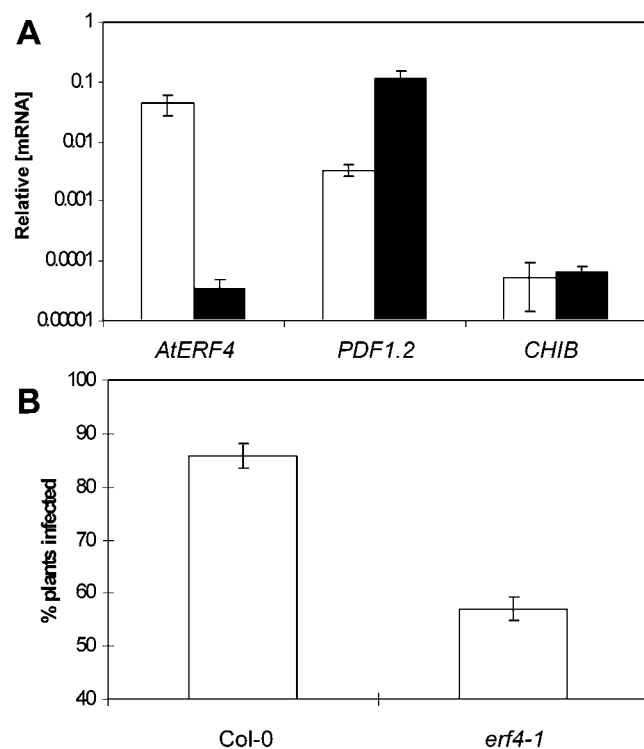 A
Relative [mRNA]
1
0.1
0.01
0.001
0.0001
0.00001
AtERF4 PDF1.2 CHIB
B
% plants infected
100
90
80
70
60
50
40
Col-0 erf4-1